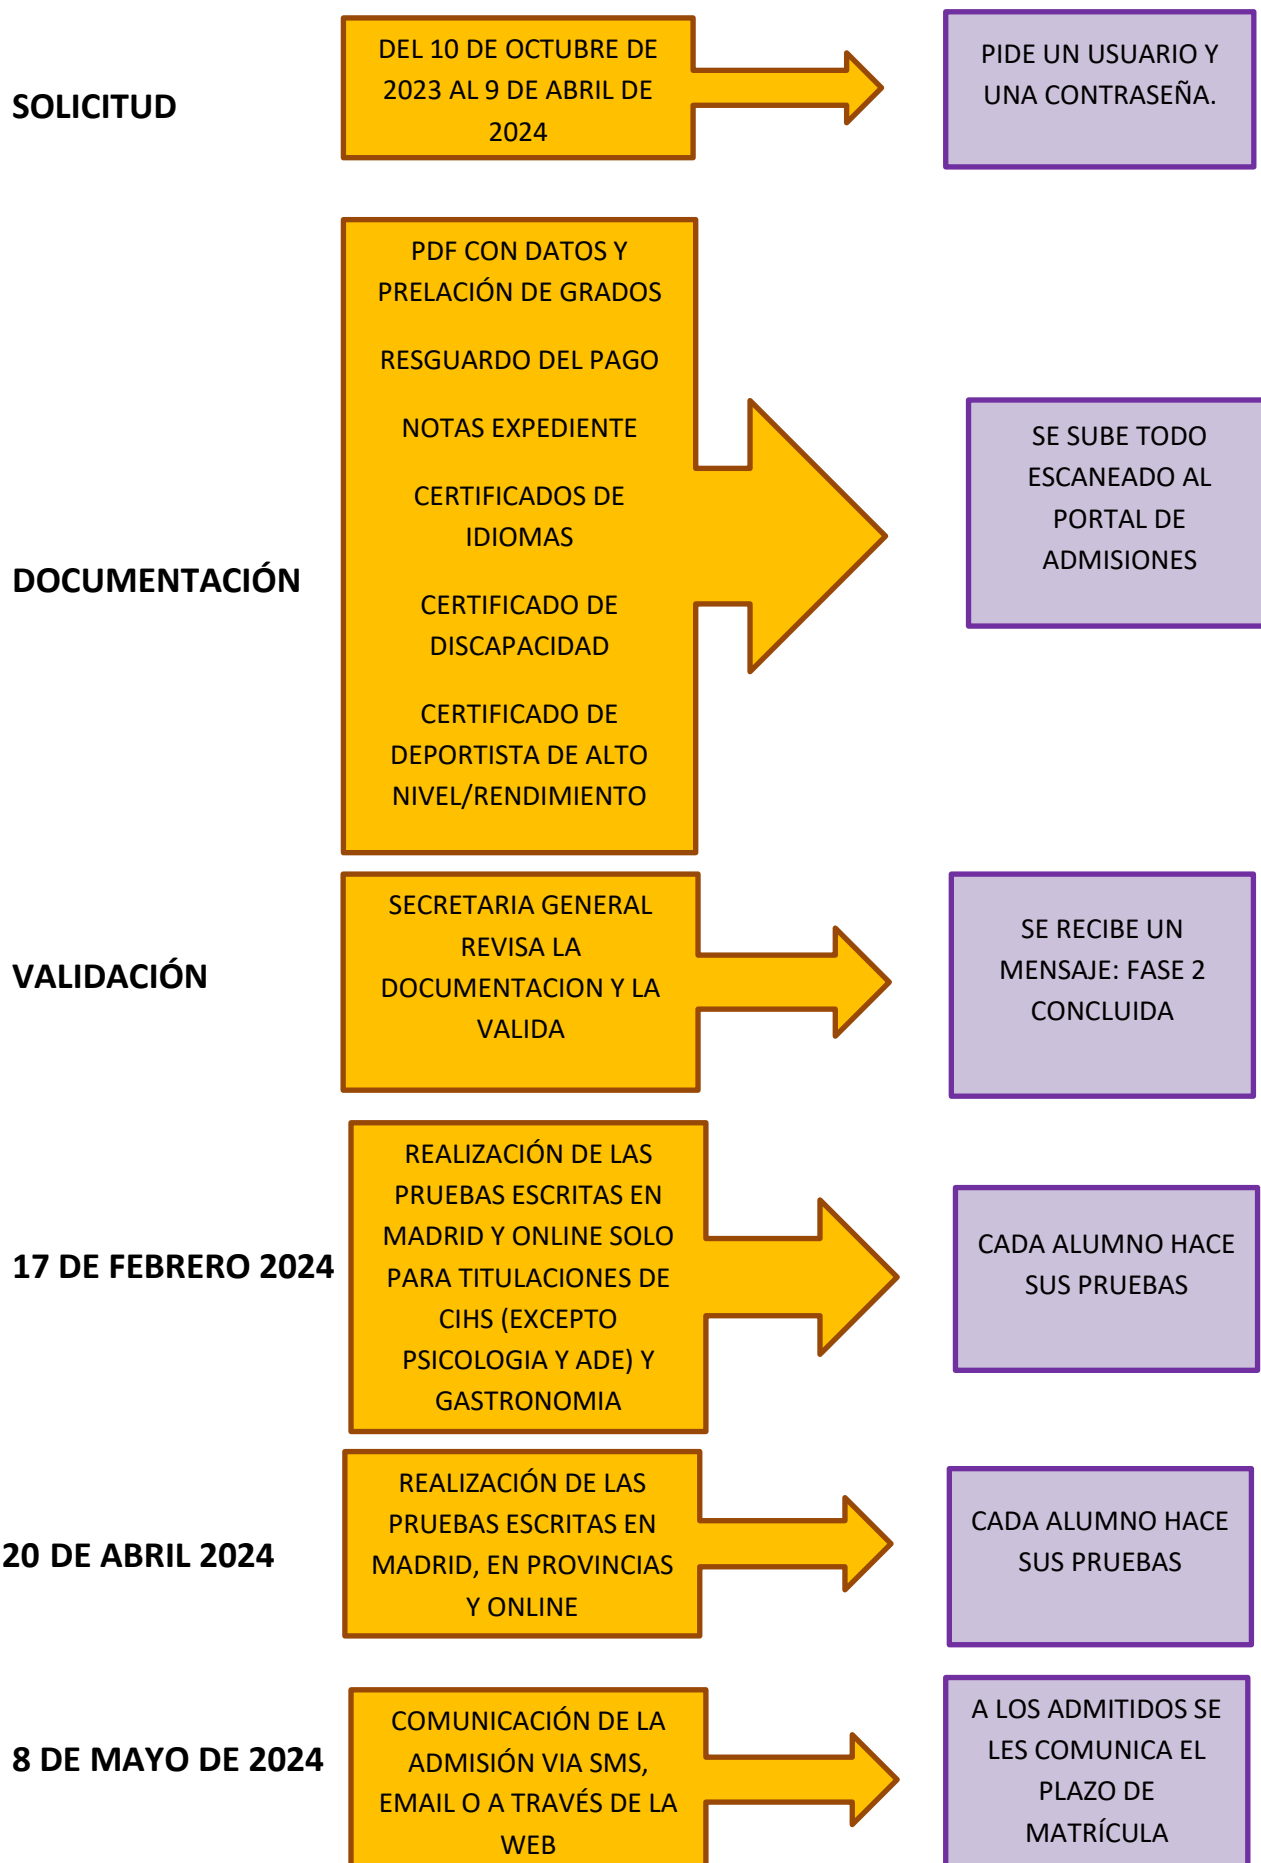 SOLICITUD
DEL 10 DE OCTUBRE DE
2023 AL 9 DE ABRIL DE
2024
PIDE UN USUARIO Y
UNA CONTRASEÑA.
DOCUMENTACIÓN
PDF CON DATOS Y
PRELACIÓN DE GRADOS
RESGUARDO DEL PAGO
NOTAS EXPEDIENTE
CERTIFICADOS DE
IDIOMAS
CERTIFICADO DE
DISCAPACIDAD
CERTIFICADO DE
DEPORTISTA DE ALTO
NIVEL/RENDIMIENTO
SE SUBE TODO
ESCANEADO AL
PORTAL DE
ADMISIONES
VALIDACIÓN
SECRETARIA GENERAL
REVISA LA
DOCUMENTACION Y LA
VALIDA
SE RECIBE UN
MENSAJE: FASE 2
CONCLUIDA
17 DE FEBRERO 2024
REALIZACIÓN DE LAS
PRUEBAS ESCRITAS EN
MADRID Y ONLINE SOLO
PARA TITULACIONES DE
CIHS (EXCEPTO
PSICOLOGIA Y ADE) Y
GASTRONOMIA
CADA ALUMNO HACE
SUS PRUEBAS
20 DE ABRIL 2024
REALIZACIÓN DE LAS
PRUEBAS ESCRITAS EN
MADRID, EN PROVINCIAS
Y ONLINE
CADA ALUMNO HACE
SUS PRUEBAS
8 DE MAYO DE 2024
COMUNICACIÓN DE LA
ADMISIÓN VIA SMS,
EMAIL O A TRAVÉS DE LA
WEB
A LOS ADMITIDOS SE
LES COMUNICA EL
PLAZO DE
MATRÍCULA